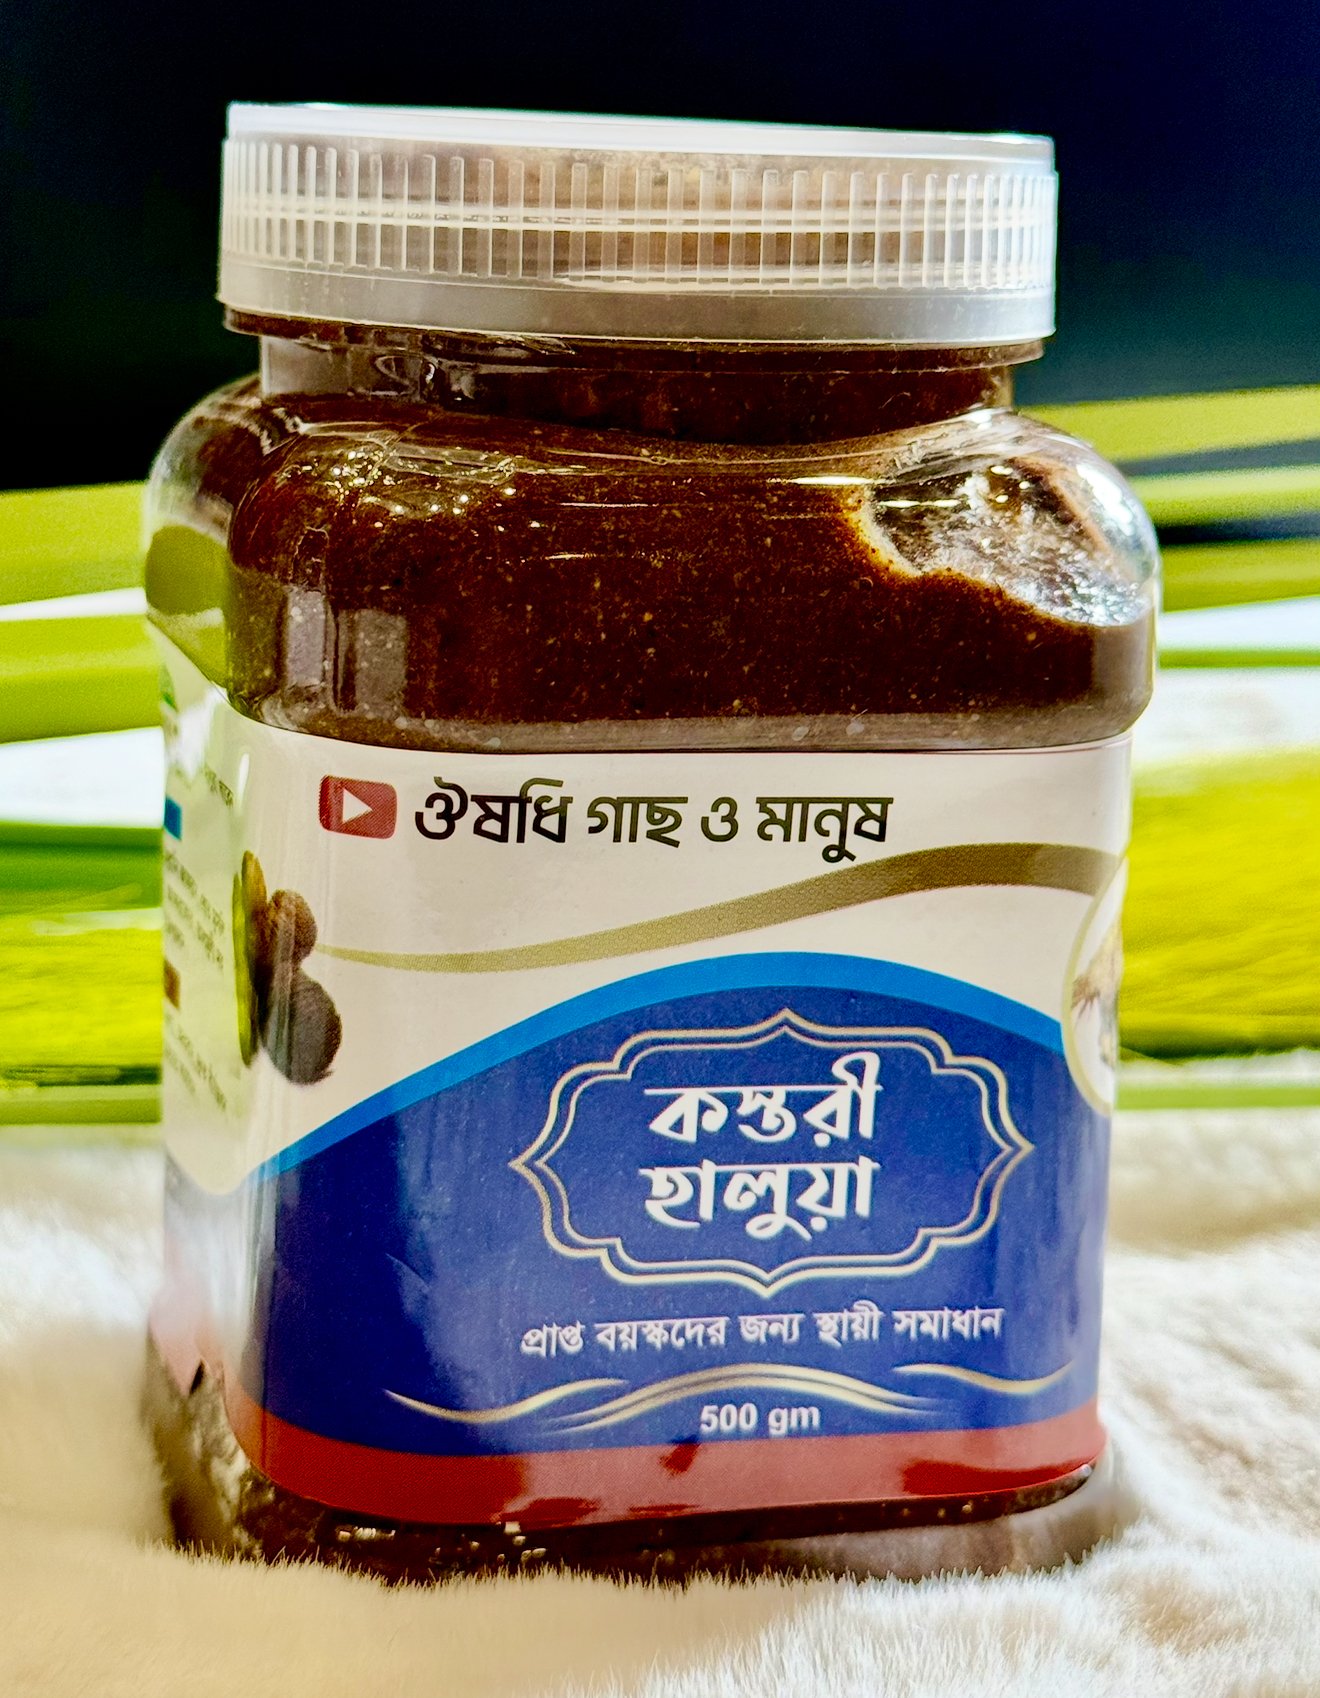 ঔষধি গাছ ও মানুষ
কস্তরী
হালুয়া
প্রাপ্ত বয়স্কদের জন্য স্থায়ী সমাধান
500 gm